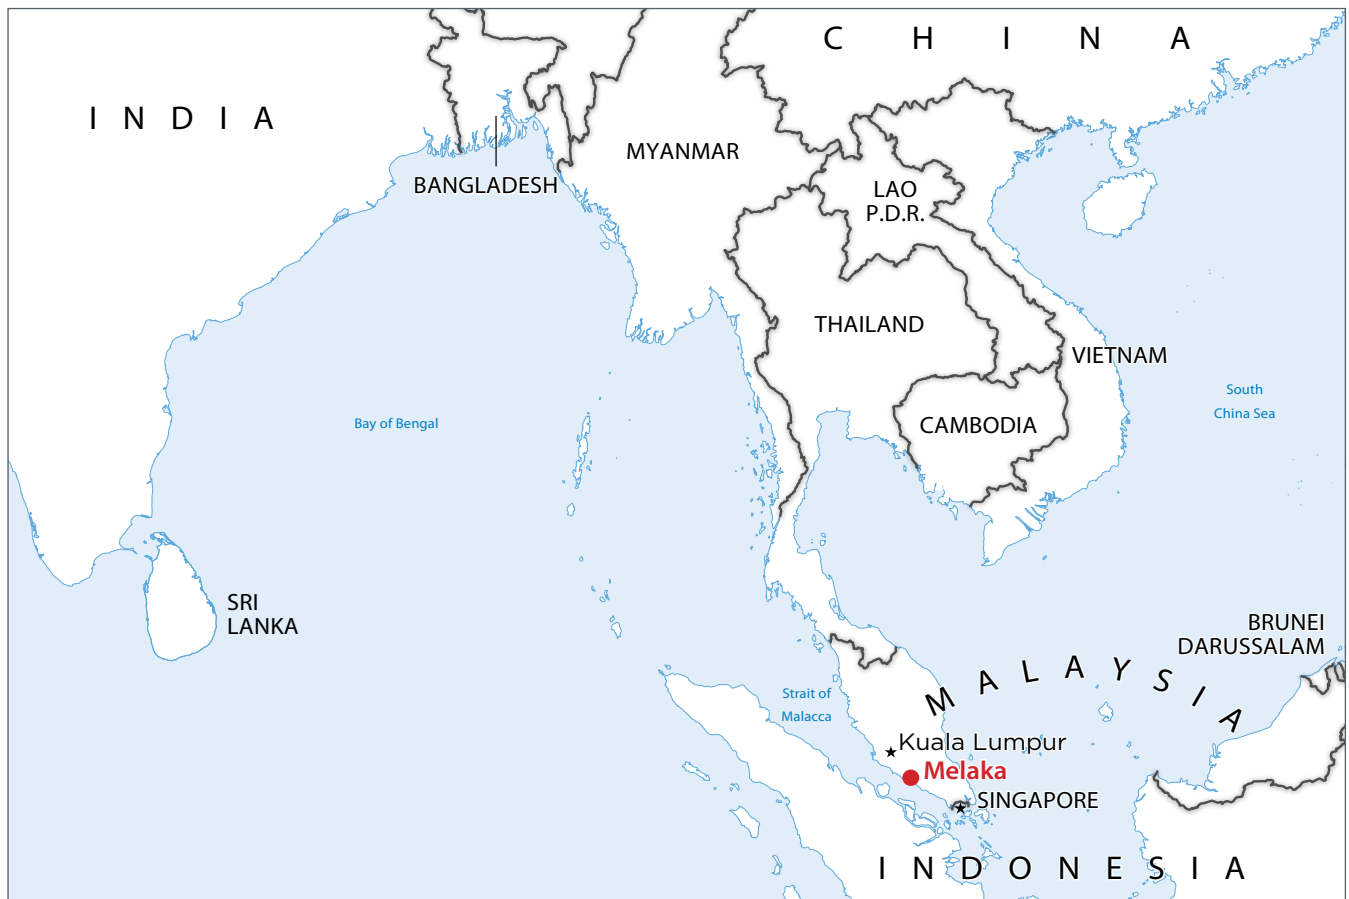 C H I N A
I N D I A
MYANMAR
BANGLADESH
LAO
P.D.R.
THAILAND
VIETNAM
South
China Sea
Bay of Bengal
CAMBODIA
SRI
LANKA
BRUNEI
DARUSSALAM
M A L A Y S I A
Strait of
Malacca
Kuala Lumpur
Melaka
SINGAPORE
I N D O N E S I A